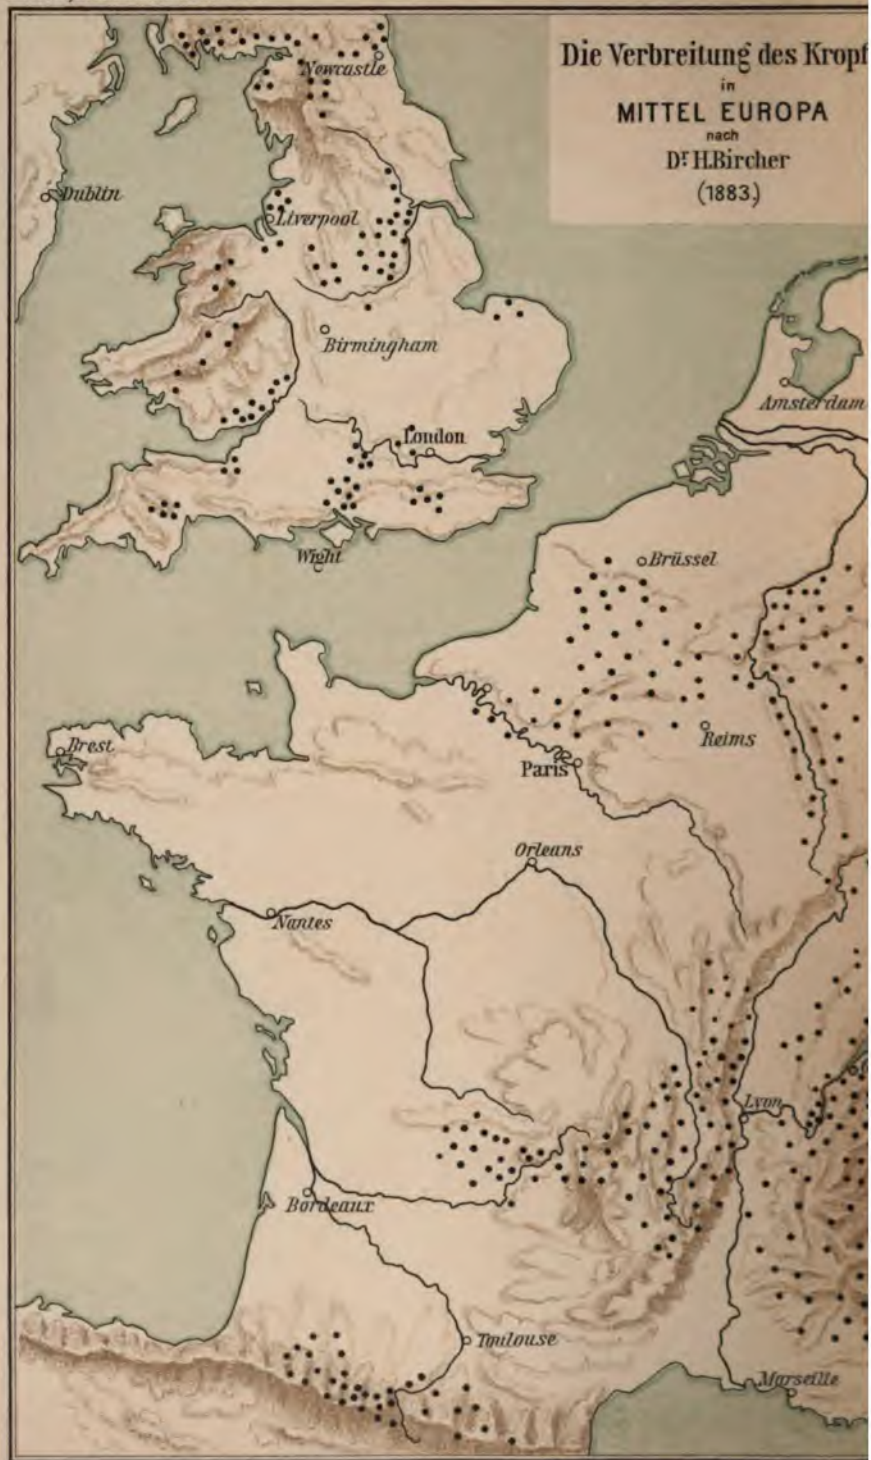 Die Verbreitung des Kropf
in
MITTEL EUROPA
nach
Dr H.Bircher
(1883.)
Newcastle
Dublin
Liverpool
Birmingham
London
Wight
Amsterdam
Brüssel
Reims
Brest
Paris
Orleans
Nantes
Lyon
Bordeaux
Toulouse
Marseille